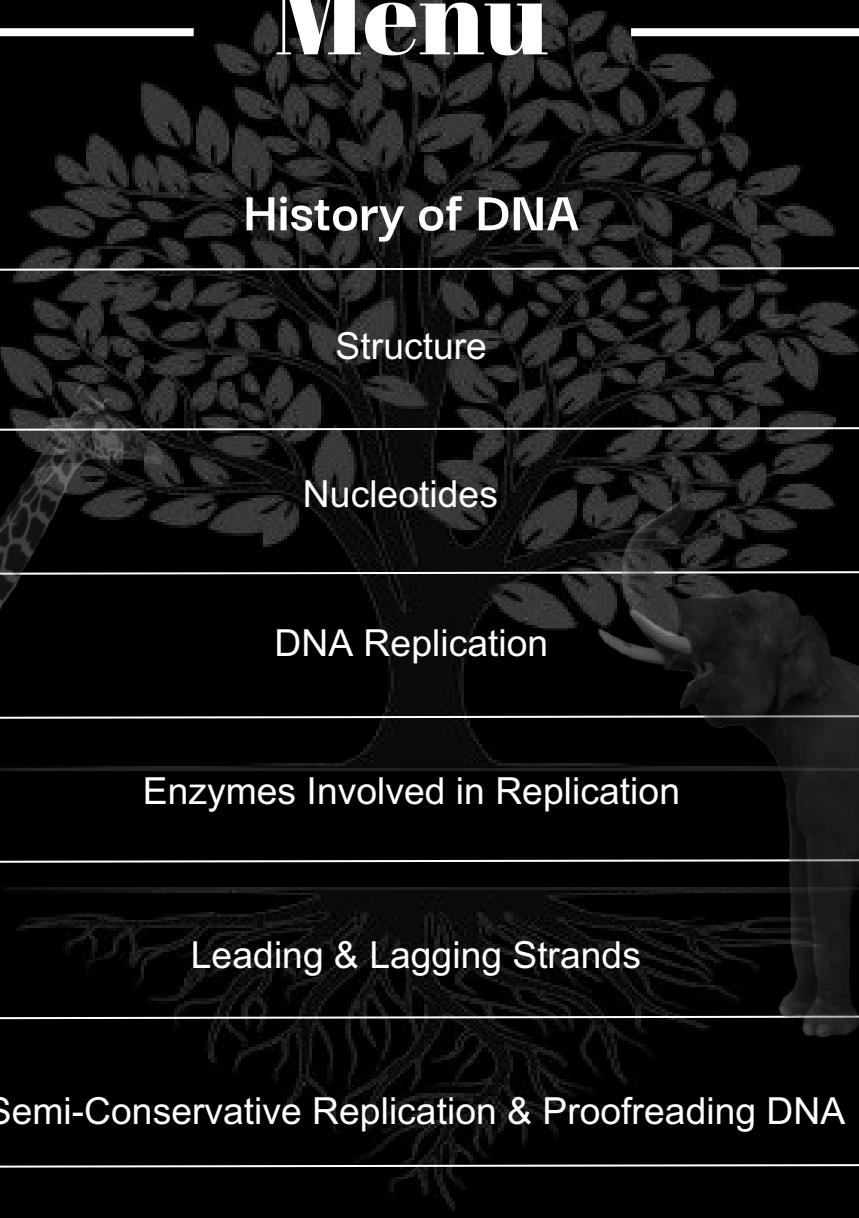 Menu
History of DNA
Structure
Nucleotides
DNA Replication
Enzymes Involved in Replication
Leading & Lagging Strands
Semi-Conservative Replication & Proofreading DNA